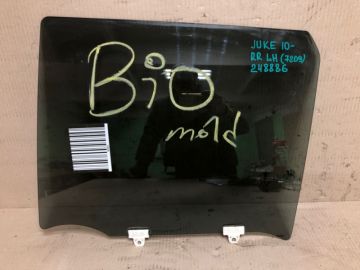 JUKE 10-
RR LH (7809)
248886
BiO
mold